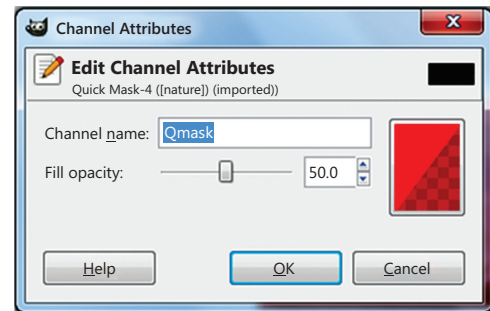 Channel Attributes
Edit Channel Attributes
Quick Mask-4 ([nature]) (imported))
Channel name: Qmask
Fill opacity: 50.0
Help OK Cancel